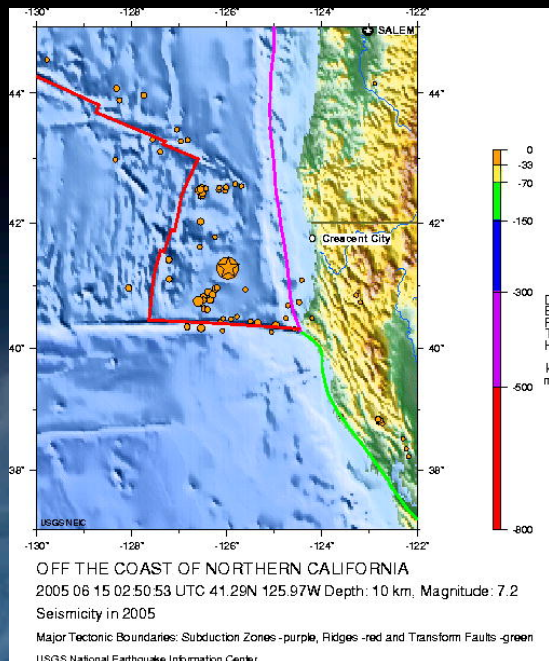 -130° -128° -126° -124° -122°
SALEM
44° 44°
42° 42°
Crescent City
40° 40°
38° 38°
USGS NEIC
-130° -128° -126° -124° -122°
0
-33
-70
-150
-300
-500
-800
OFF THE COAST OF NORTHERN CALIFORNIA
2005 06 15 02:50:53 UTC 41.29N 125.97W Depth: 10 km, Magnitude: 7.2
Seismicity in 2005
Major Tectonic Boundaries: Subduction Zones -purple, Ridges -red and Transform Faults -green
USGS National Earthquake Information Center